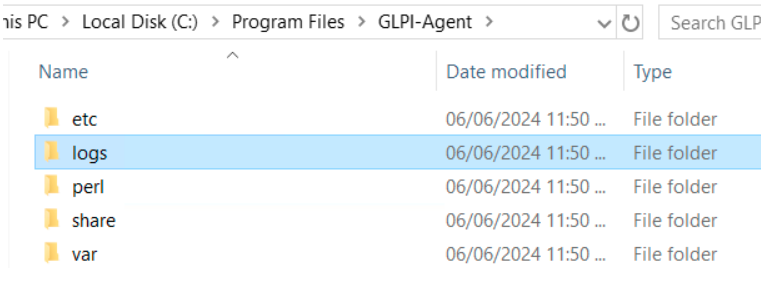 his PC > Local Disk (C:) > Program Files > GLPI-Agent > Search GLP
Name Date modified Type
etc 06/06/2024 11:50 ... File folder
logs 06/06/2024 11:50 ... File folder
perl 06/06/2024 11:50 ... File folder
share 06/06/2024 11:50 ... File folder
var 06/06/2024 11:50 ... File folder